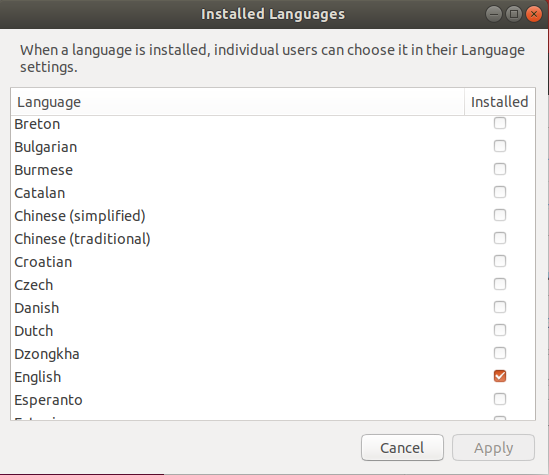 Installed Languages
When a language is installed, individual users can choose it in their Language
settings.
Language Installed
Breton
Bulgarian
Burmese
Catalan
Chinese (simplified)
Chinese (traditional)
Croatian
Czech
Danish
Dutch
Dzongkha
English
Esperanto
Cancel Apply